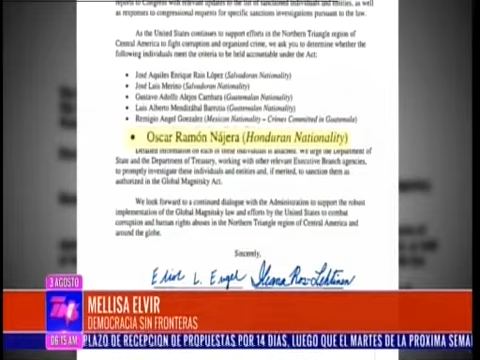 reports to Congress with relevant updates to the list of sanctioned individuals and entities, as well
as responses to congressional requests for specific sanctions investigations pursuant to the law.
As the United States continues to support efforts in the Northern Triangle region of
Central America to fight corruption and organized crime, we ask you to determine whether the
following individuals meet the criteria to be held accountable under the Act:
• José Aquiles Enrique Rais López (Salvadoran Nationality)
• José Luis Merino (Salvadoran Nationality)
• Gustavo Adolfo Alejos Cambara (Guatemalan Nationality)
• Luis Alberto Mendizábal Barrutia (Guatemalan Nationality)
• Remigio Angel Gonzalez (Mexican Nationality – Crimes Committed in Guatemala)
• Oscar Ramón Nájera (Honduran Nationality)
Detailed information on each of these individuals is attached. We urge the Department of
State and the Department of Treasury, working with other relevant Executive Branch agencies,
to promptly investigate these individuals and entities and, if merited, to sanction them as
authorized in the Global Magnitsky Act.
We look forward to a continued dialogue with the Administration to support the robust
implementation of the Global Magnitsky law and efforts by the United States to combat
corruption and human rights abuses in the Northern Triangle region of Central America and
around the globe.
Sincerely,
Eliot L. Engel Ileana Ros-Lehtinen
3 AGOSTO
MELLISA ELVIR
DEMOCRACIA SIN FRONTERAS
06:15 AM PLAZO DE RECEPCIÓN DE PROPUESTAS POR 14 DÍAS, LUEGO QUE EL MARTES DE LA PROXIMA SEMA